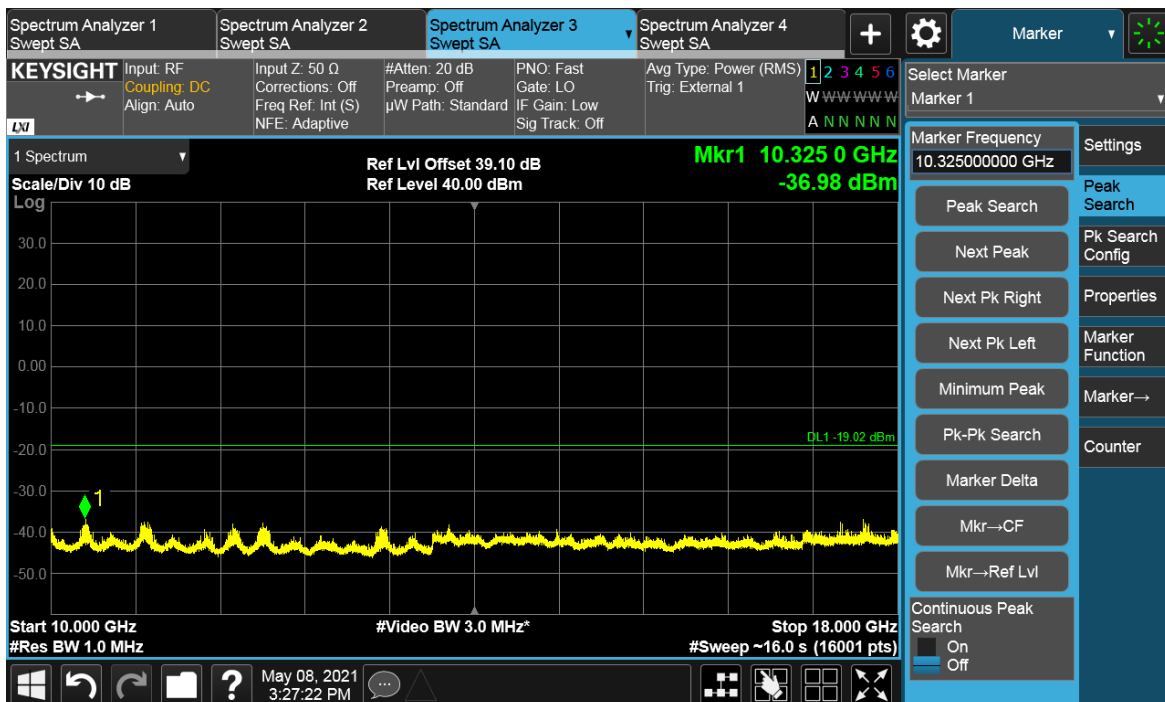 Spectrum Analyzer 1
Swept SA
Spectrum Analyzer 2
Swept SA
Spectrum Analyzer 3
Swept SA
Spectrum Analyzer 4
Swept SA
+
Marker
KEYSIGHT
LXI
Input: RF
Coupling: DC
Align: Auto
Input Z: 50 Ω
Corrections: Off
Freq Ref: Int (S)
NFE: Adaptive
#Atten: 20 dB
Preamp: Off
µW Path: Standard
PNO: Fast
Gate: LO
IF Gain: Low
Sig Track: Off
Avg Type: Power (RMS)
Trig: External 1
1 2 3 4 5 6
W W W W W W
A N N N N N
Select Marker
Marker 1
1 Spectrum
Scale/Div 10 dB
Log
Ref Lvl Offset 39.10 dB
Ref Level 40.00 dBm
Mkr1 10.325 0 GHz
-36.98 dBm
30.0
20.0
10.0
0.00
-10.0
-20.0
-30.0
-40.0
-50.0
DL1 -19.02 dBm
1
Start 10.000 GHz
#Res BW 1.0 MHz
#Video BW 3.0 MHz*
Stop 18.000 GHz
#Sweep ~16.0 s (16001 pts)
Marker Frequency
10.325000000 GHz
Peak Search
Next Peak
Next Pk Right
Next Pk Left
Minimum Peak
Pk-Pk Search
Marker Delta
Mkr→CF
Mkr→Ref Lvl
Continuous Peak
Search
On
Off
Settings
Peak
Search
Pk Search
Config
Properties
Marker
Function
Marker→
Counter
?
May 08, 2021
3:27:22 PM